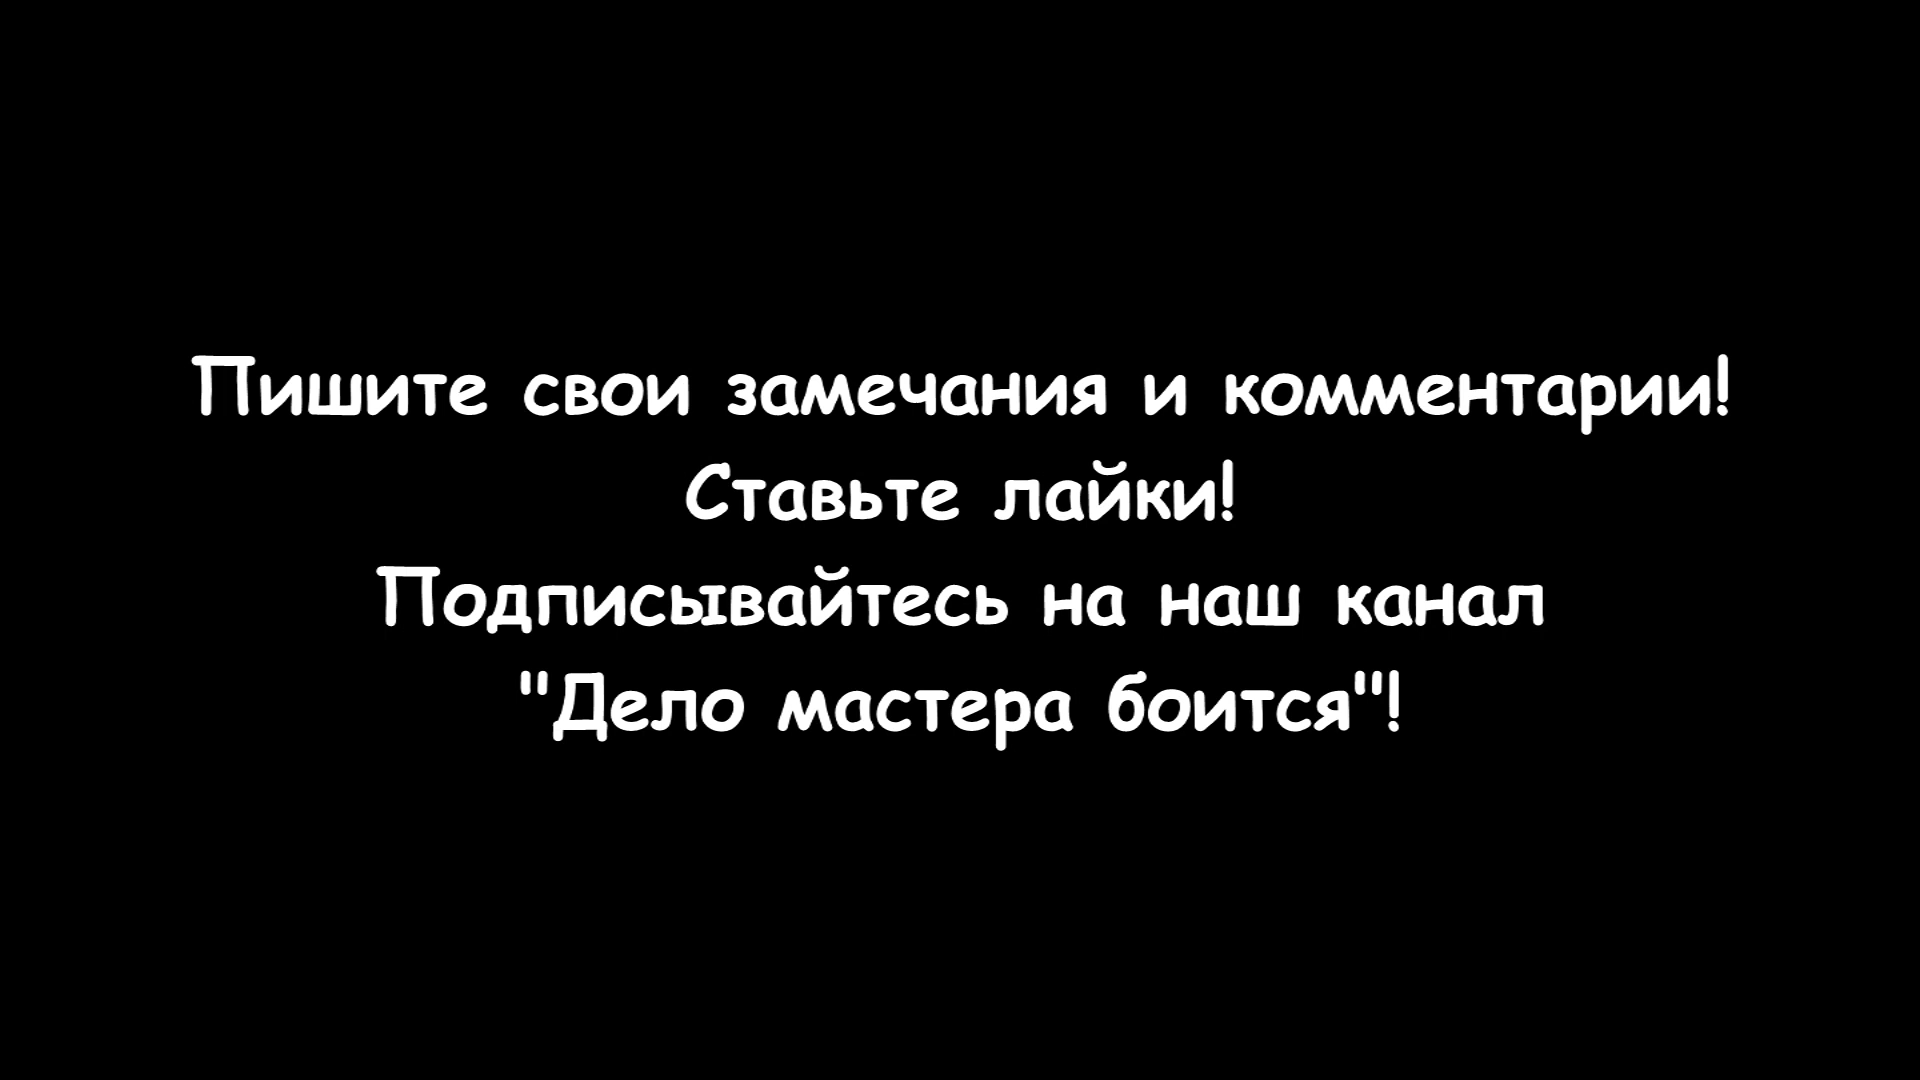 Пишите свои замечания и комментарии!
Ставьте лайки!
Подписывайтесь на наш канал
"Дело мастера боится"!